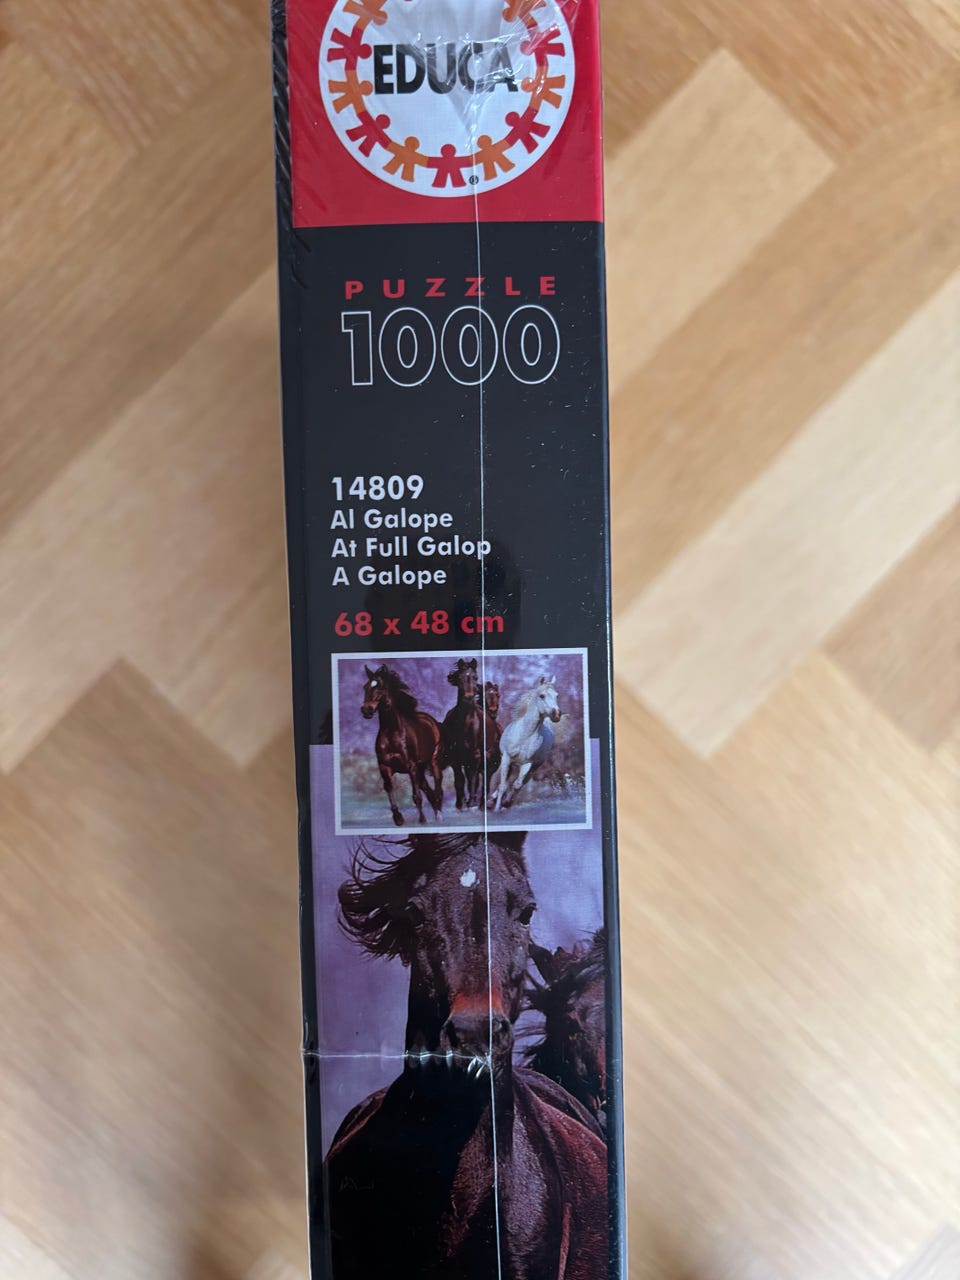 EDUCA
®
PUZZLE
1000
14809
Al Galope
At Full Galop
A Galope
68 x 48 cm